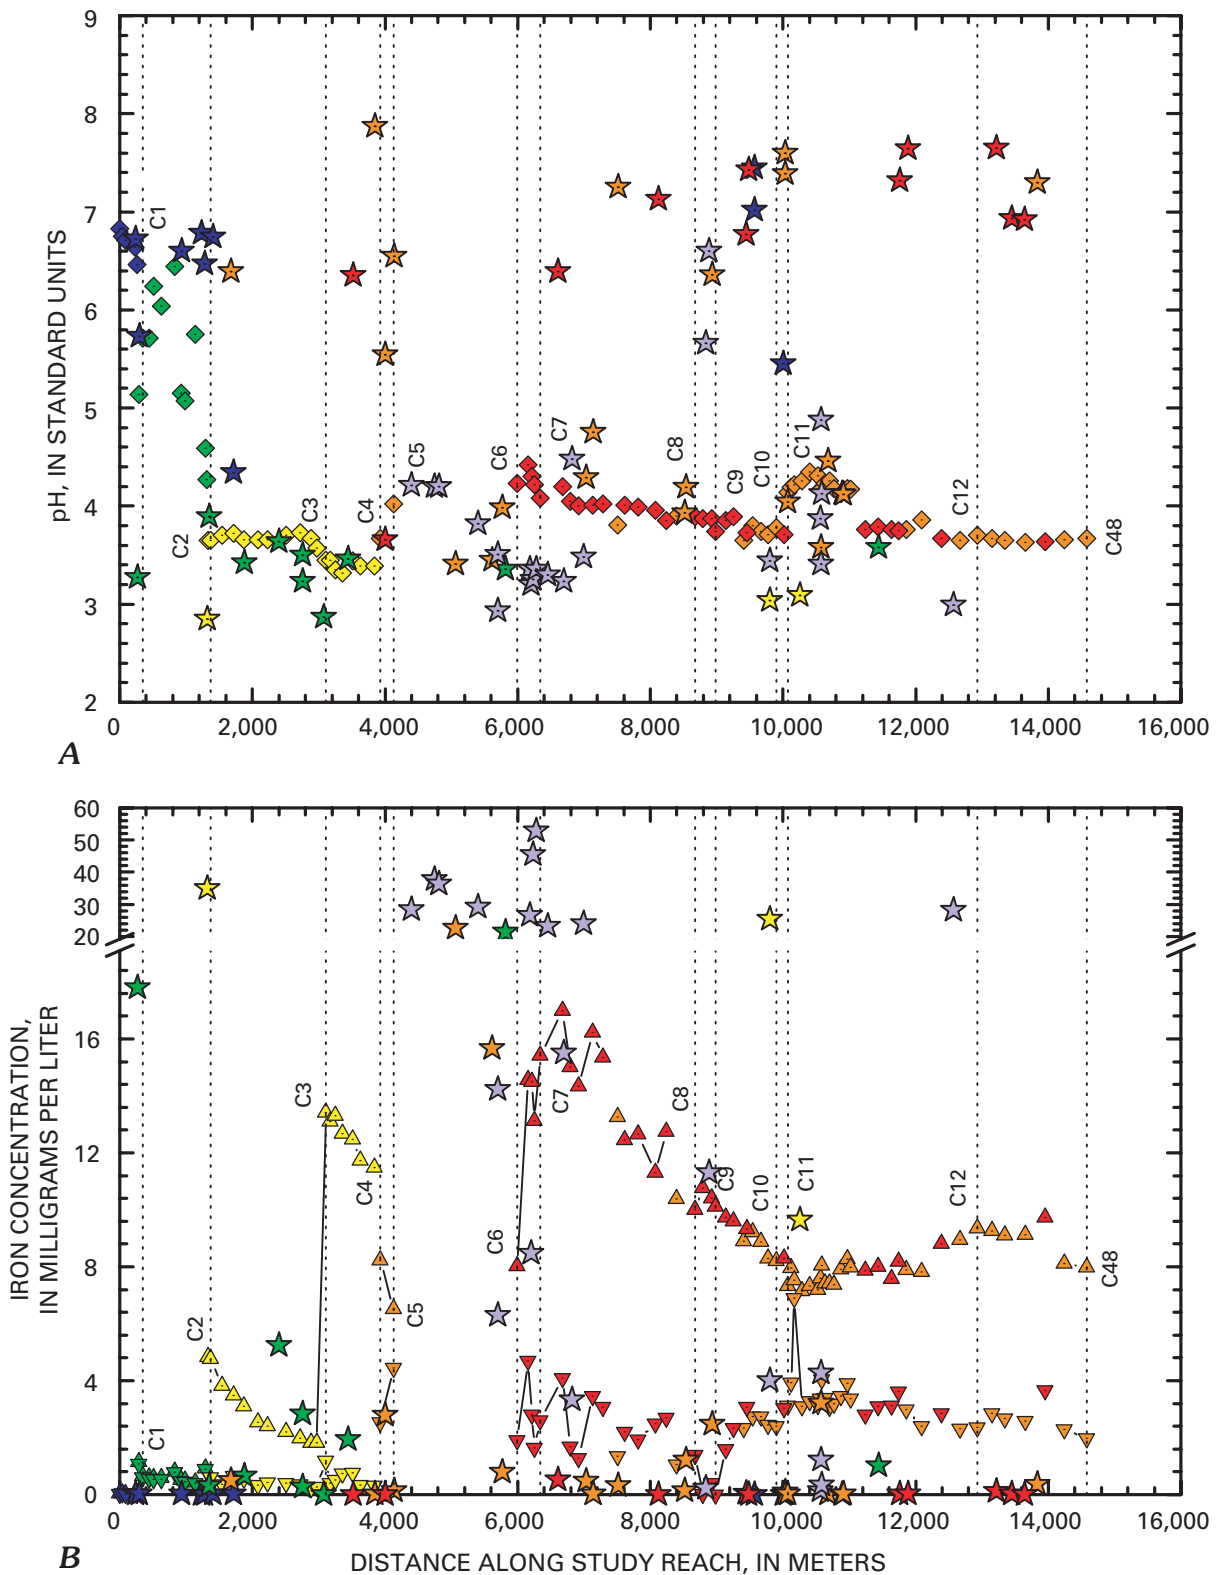 9
8
7
6
5
4
3
2
pH, IN STANDARD UNITS
C1
C2
C3
C4
C5
C6
C7
C8
C9
C10
C11
C12
C48
0 2,000 4,000 6,000 8,000 10,000 12,000 14,000 16,000
A
60
50
40
30
20
16
12
8
4
0
IRON CONCENTRATION,
IN MILLIGRAMS PER LITER
C1
C2
C3
C4
C5
C6
C7
C8
C9
C10
C11
C12
C48
0 2,000 4,000 6,000 8,000 10,000 12,000 14,000 16,000
B
DISTANCE ALONG STUDY REACH, IN METERS